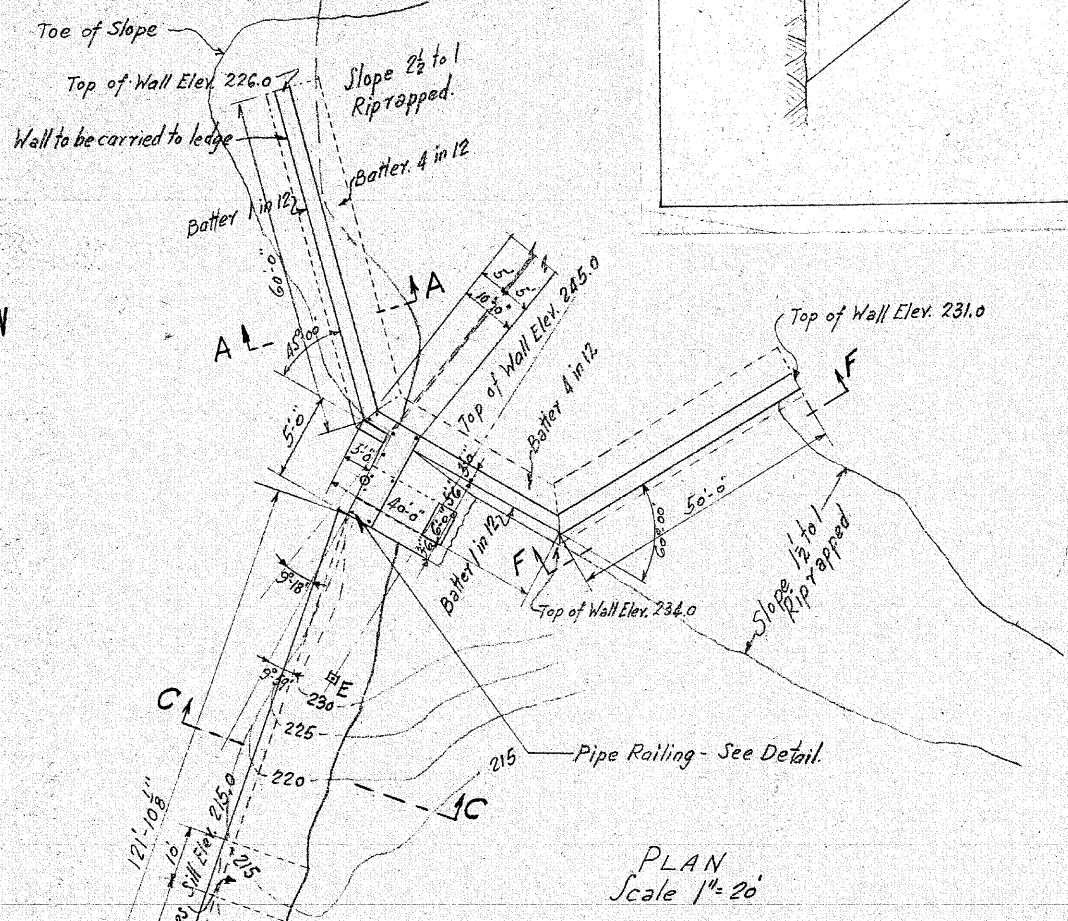 Toe of Slope
Top of Wall Elev. 226.0
Slope 2½ to 1
Riprapped.
Wall to be carried to ledge
Batter 4 in 12
Batter 1 in 12
60'-0"
A
A
45°00'
5'
5'
Top of Wall Elev. 245.0
Top of Wall Elev. 231.0
F
Batter 4 in 12
5'-0"
40'-0"
50'-0"
60°00'
Batter 1 in 12
F
Top of Wall Elev. 234.0
Slope 1½ to 1
Riprapped
9°-18'
E
230
C
225
220
215
Pipe Railing - See Detail.
C
121'-10⅛"
10'
Sill Elev. 215.0
215
PLAN
Scale 1"=20'